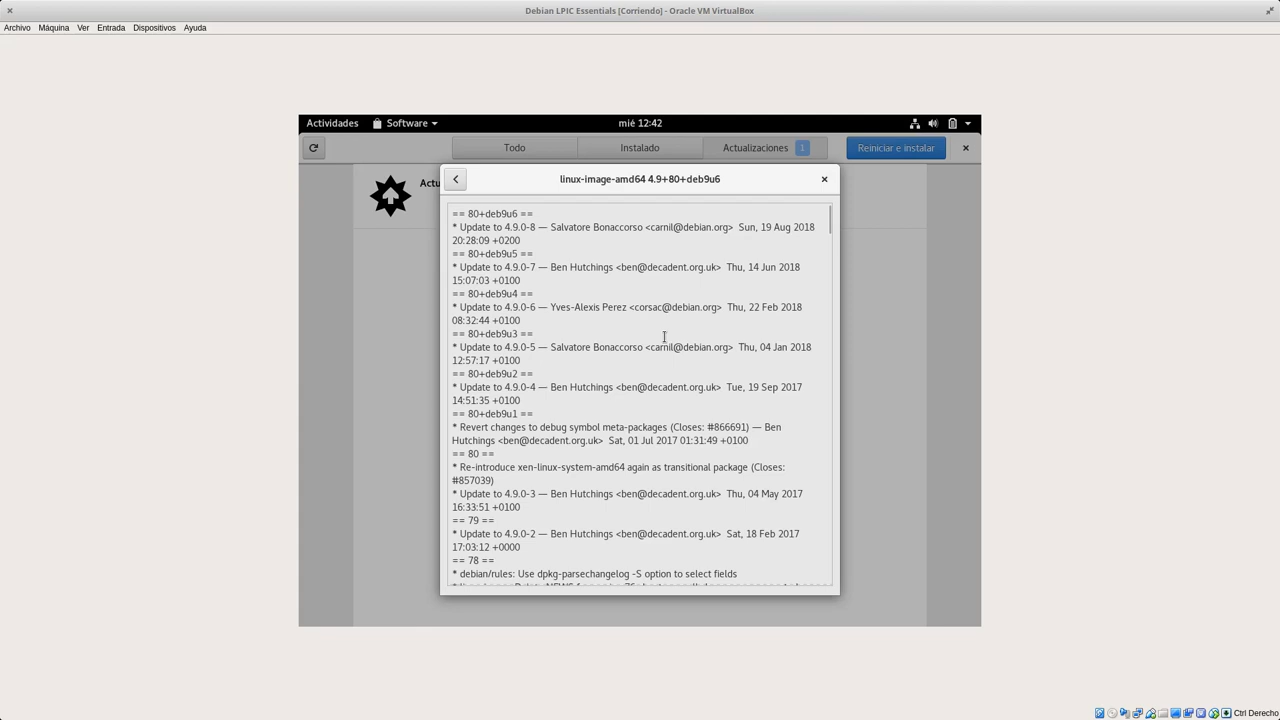 Debian LPIC Essentials [Corriendo] - Oracle VM VirtualBox
Archivo Máquina Ver Entrada Dispositivos Ayuda
Actividades Software mié 12:42
Todo Instalado Actualizaciones 1 Reiniciar e instalar
Actu
linux-image-amd64 4.9+80+deb9u6
== 80+deb9u6 ==
* Update to 4.9.0-8 — Salvatore Bonaccorso <carnil@debian.org>  Sun, 19 Aug 2018
20:28:09 +0200
== 80+deb9u5 ==
* Update to 4.9.0-7 — Ben Hutchings <ben@decadent.org.uk>  Thu, 14 Jun 2018
15:07:03 +0100
== 80+deb9u4 ==
* Update to 4.9.0-6 — Yves-Alexis Perez <corsac@debian.org>  Thu, 22 Feb 2018
08:32:44 +0100
== 80+deb9u3 ==
* Update to 4.9.0-5 — Salvatore Bonaccorso <carnil@debian.org>  Thu, 04 Jan 2018
12:57:17 +0100
== 80+deb9u2 ==
* Update to 4.9.0-4 — Ben Hutchings <ben@decadent.org.uk>  Tue, 19 Sep 2017
14:51:35 +0100
== 80+deb9u1 ==
* Revert changes to debug symbol meta-packages (Closes: #866691) — Ben
Hutchings <ben@decadent.org.uk>  Sat, 01 Jul 2017 01:31:49 +0100
== 80 ==
* Re-introduce xen-linux-system-amd64 again as transitional package (Closes:
#857039)
* Update to 4.9.0-3 — Ben Hutchings <ben@decadent.org.uk>  Thu, 04 May 2017
16:33:51 +0100
== 79 ==
* Update to 4.9.0-2 — Ben Hutchings <ben@decadent.org.uk>  Sat, 18 Feb 2017
17:03:12 +0000
== 78 ==
* debian/rules: Use dpkg-parsechangelog -S option to select fields
Ctrl Derecho